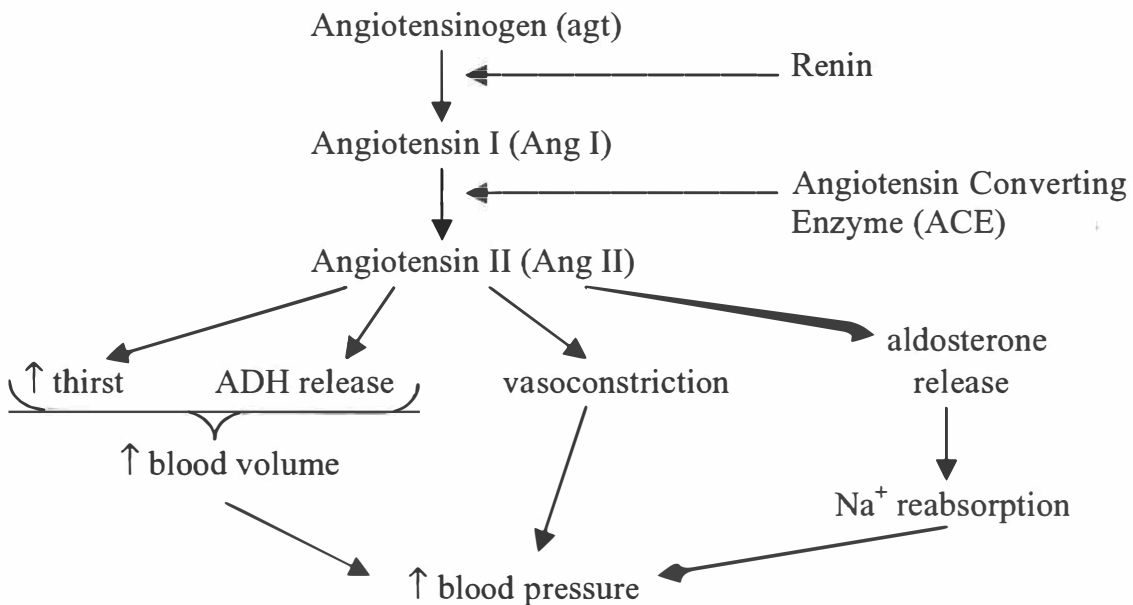 Angiotensinogen (agt)
Renin
Angiotensin I (Ang I)
Angiotensin Converting
Enzyme (ACE)
Angiotensin II (Ang II)
↑ thirst
ADH release
vasoconstriction
aldosterone
release
↑ blood volume
Na⁺ reabsorption
↑ blood pressure